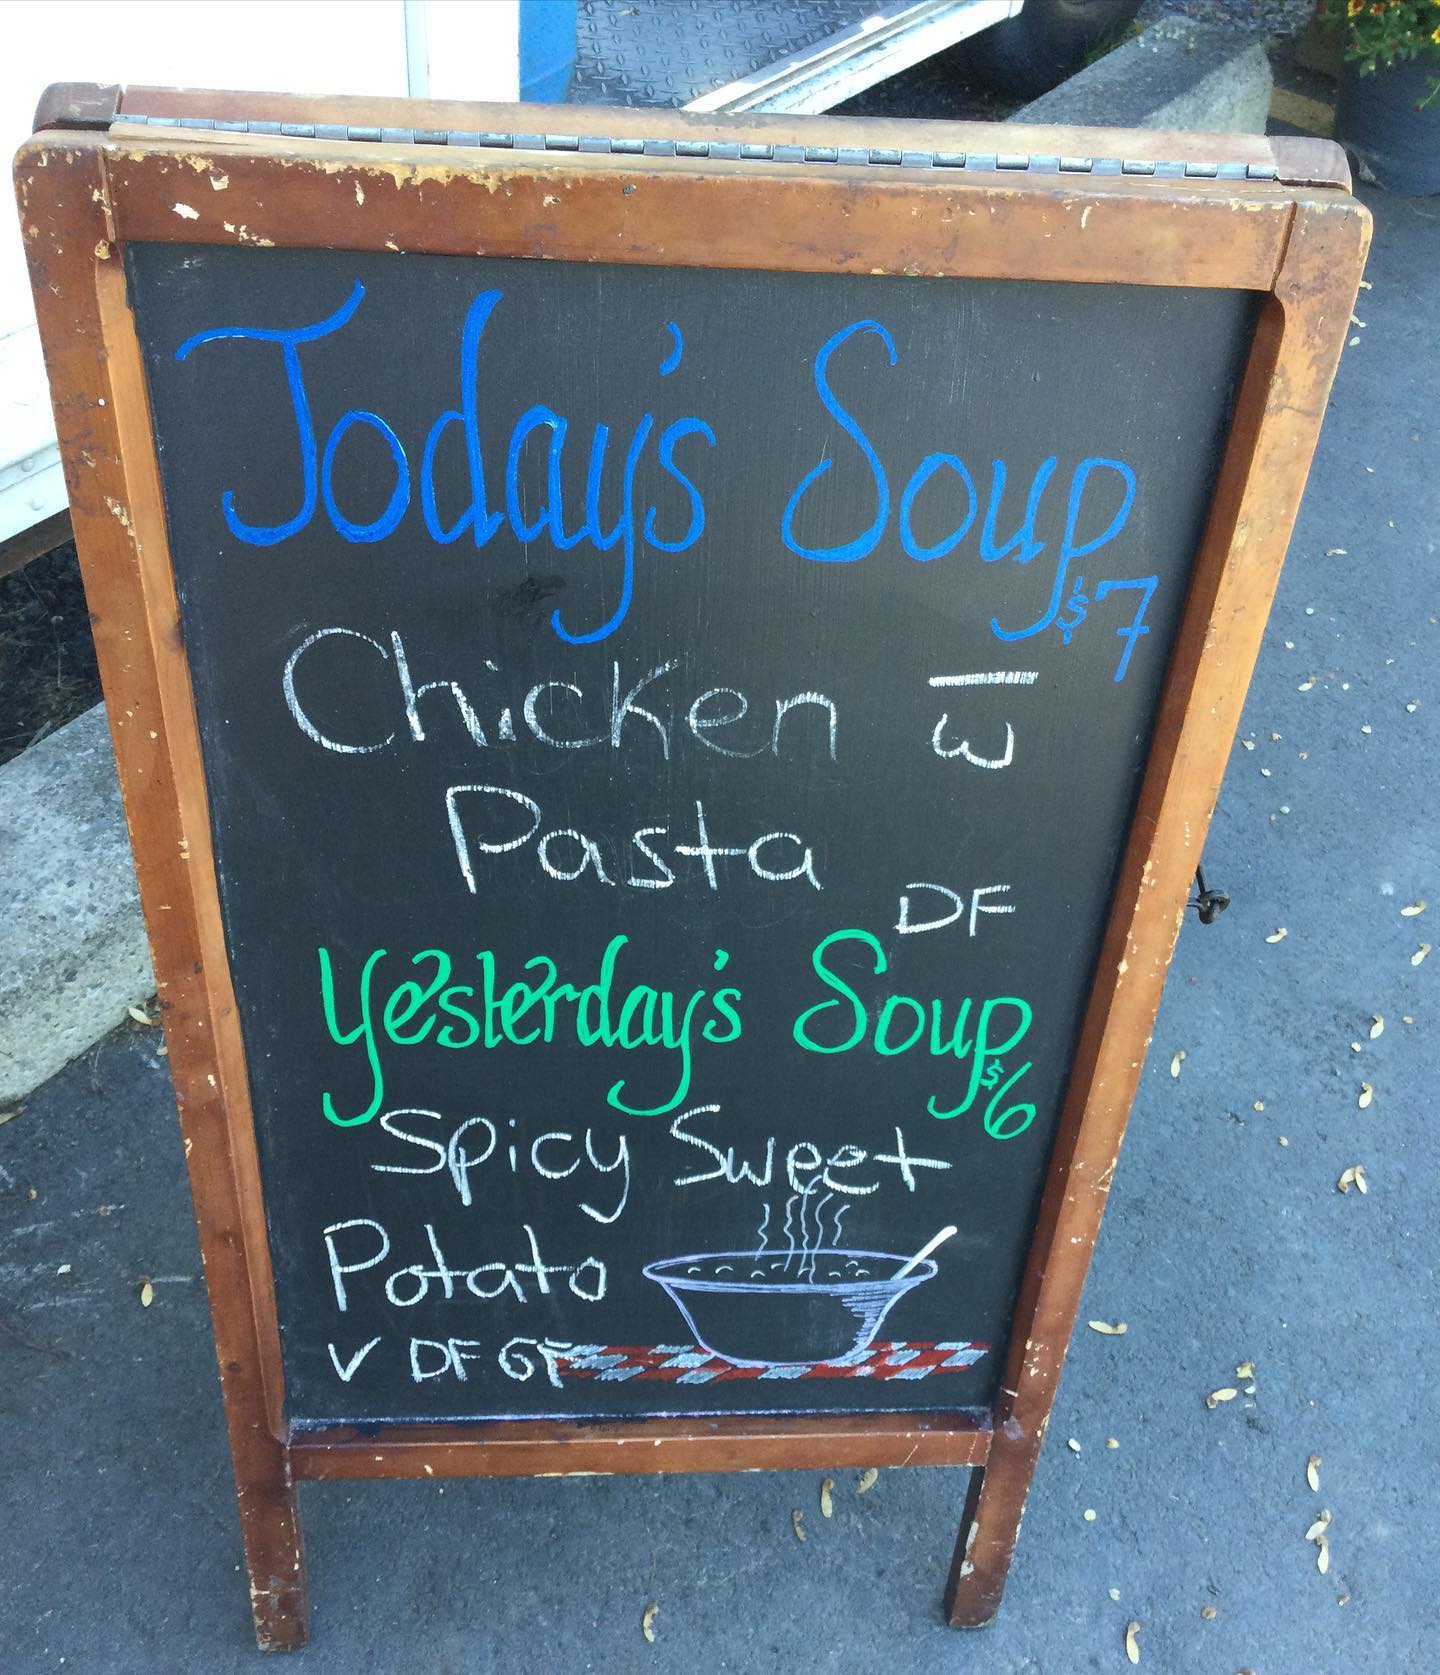 Today's Soup
$7
Chicken w̅
Pasta
DF
Yesterday's Soup
$6
Spicy Sweet
Potato
V DF GF